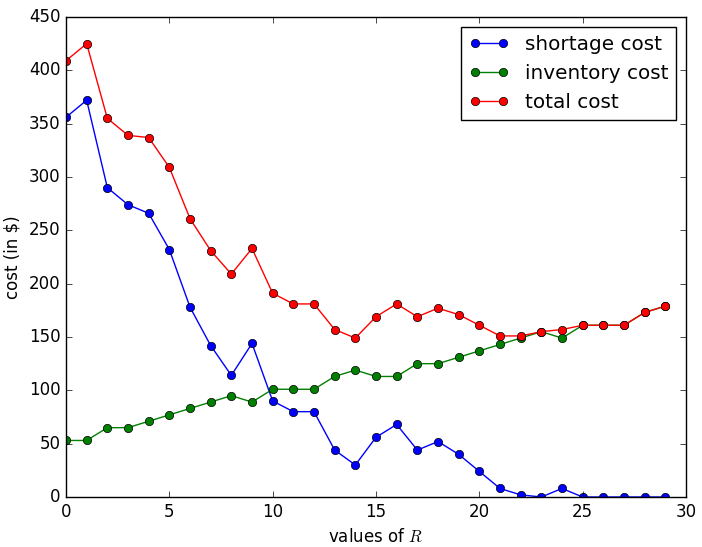 450
400
350
300
250
200
150
100
50
0
cost (in $)
shortage cost
inventory cost
total cost
0 5 10 15 20 25 30
values of R